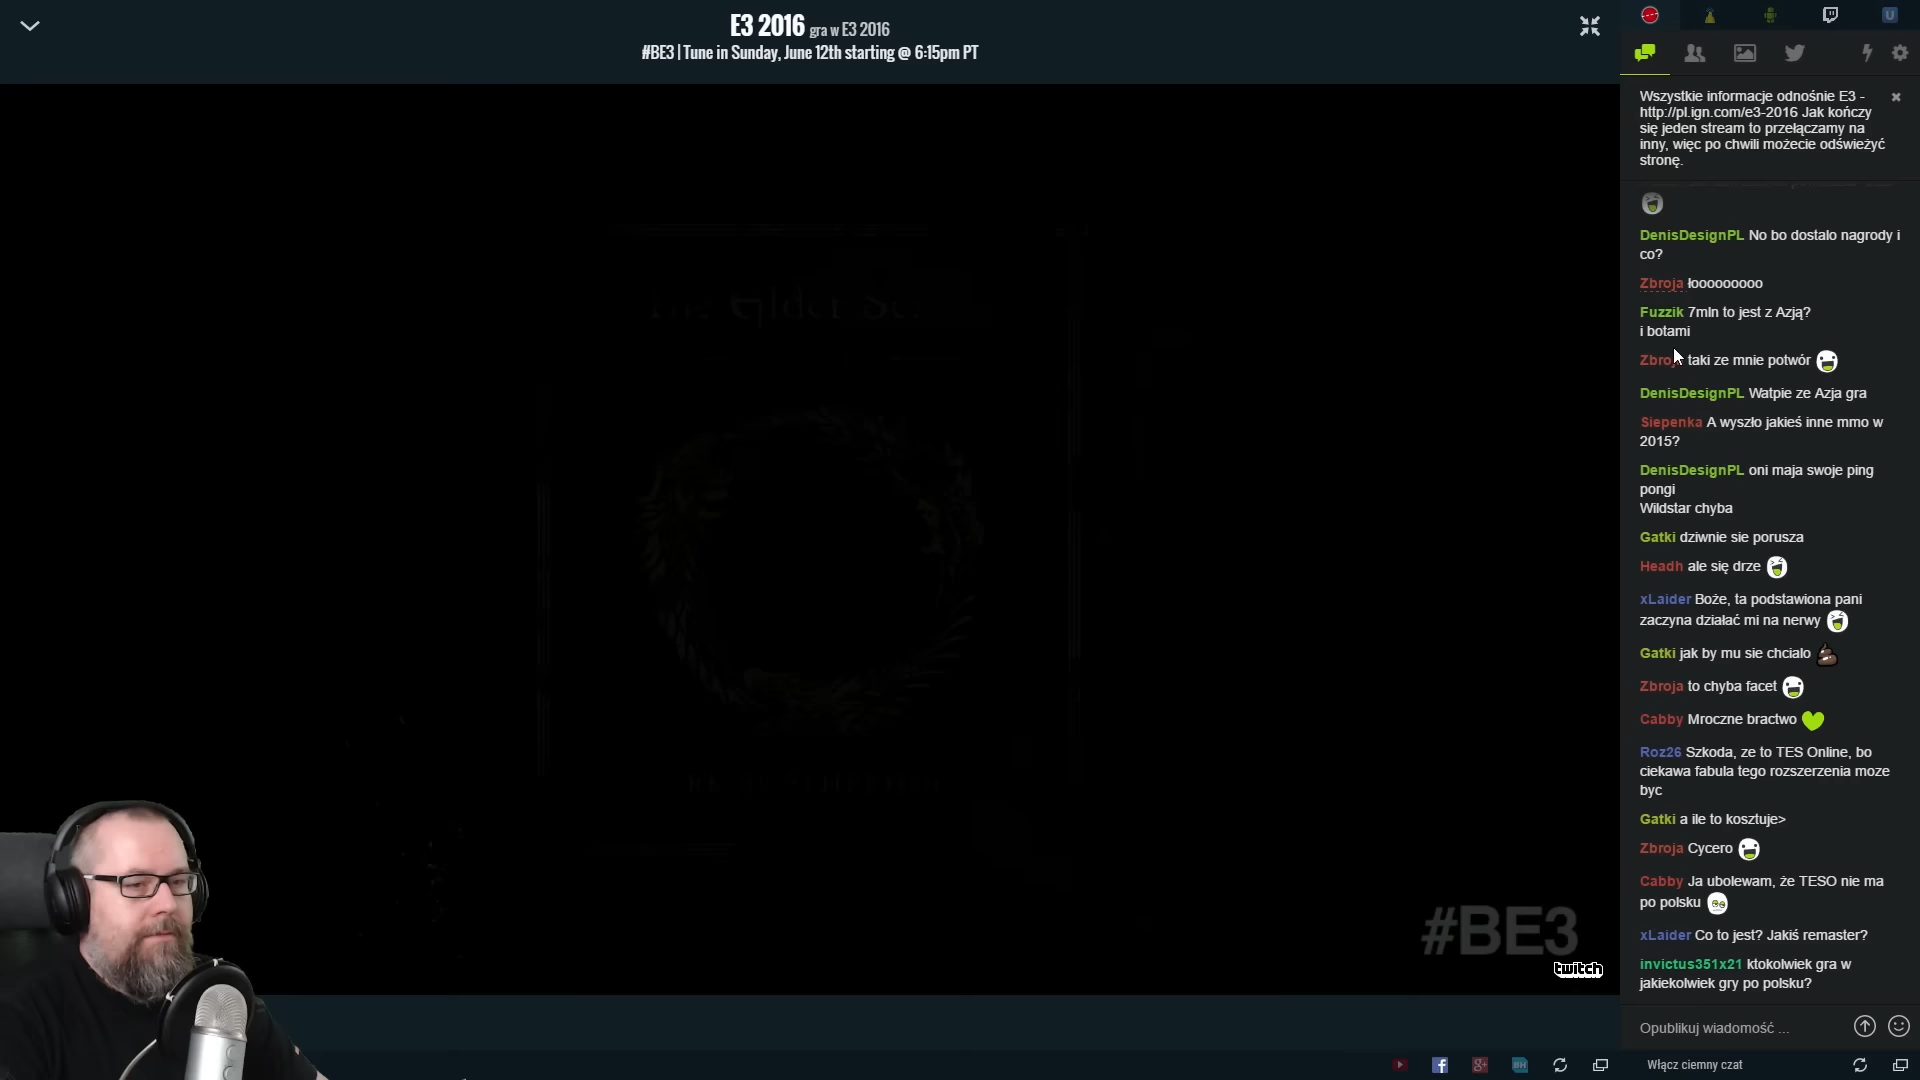 E3 2016 gra w E3 2016
#BE3 | Tune in Sunday, June 12th starting @ 6:15pm PT
Wszystkie informacje odnośnie E3 -
http://pl.ign.com/e3-2016 Jak kończy
się jeden stream to przełączamy na
inny, więc po chwili możecie odświeżyć
stronę.
DenisDesignPL No bo dostalo nagrody i
co?
Zbroja łooooooooo
Fuzzik 7mln to jest z Azją?
i botami
Zbroja taki ze mnie potwór
DenisDesignPL Watpie ze Azja gra
Siepenka A wyszło jakieś inne mmo w
2015?
DenisDesignPL oni maja swoje ping
pongi
Wildstar chyba
Gatki dziwnie sie porusza
Headh ale się drze
xLaider Boże, ta podstawiona pani
zaczyna działać mi na nerwy
Gatki jak by mu sie chcialo
Zbroja to chyba facet
Cabby Mroczne bractwo
Roz26 Szkoda, ze to TES Online, bo
ciekawa fabula tego rozszerzenia moze
byc
Gatki a ile to kosztuje>
Zbroja Cycero
Cabby Ja ubolewam, że TESO nie ma
po polsku
xLaider Co to jest? Jakiś remaster?
invictus351x21 ktokolwiek gra w
jakiekolwiek gry po polsku?
The Elder
#BE3
twitch
Opublikuj wiadomość ...
BH
Włącz ciemny czat